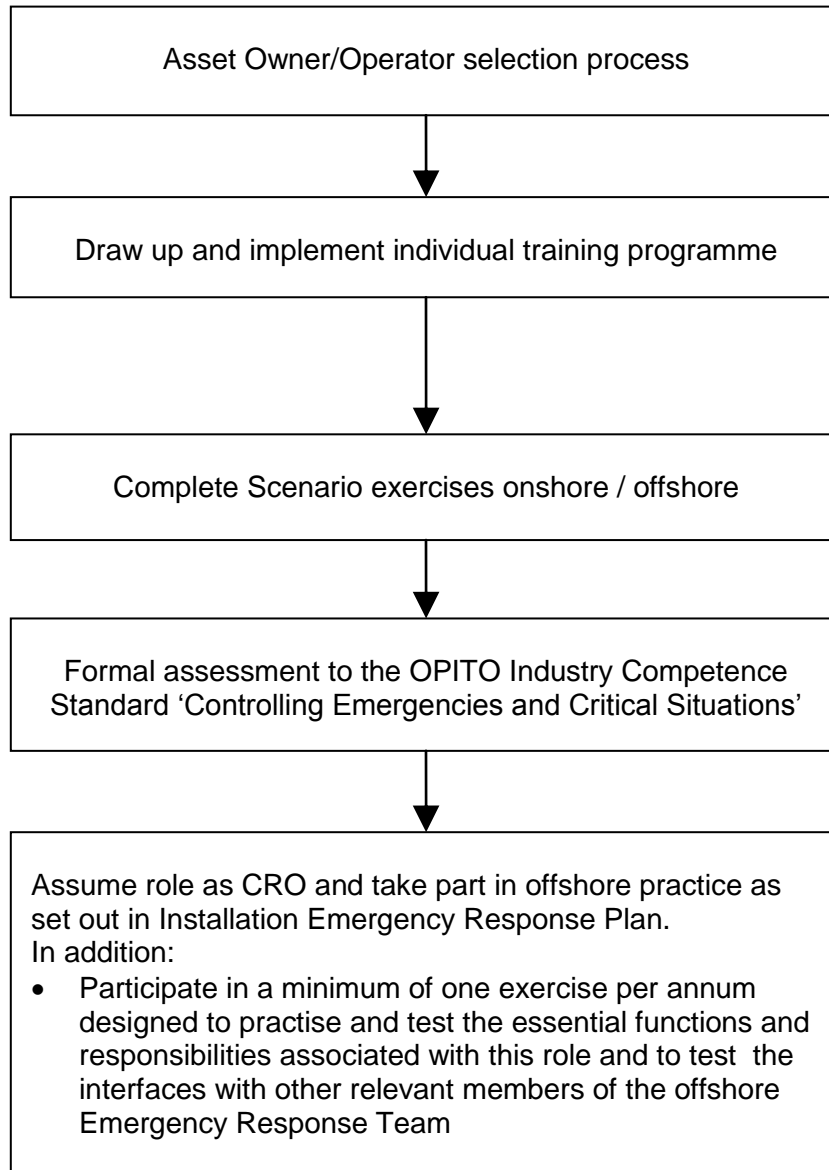 Asset Owner/Operator selection process
Draw up and implement individual training programme
Complete Scenario exercises onshore / offshore
Formal assessment to the OPITO Industry Competence
Standard ‘Controlling Emergencies and Critical Situations’
Assume role as CRO and take part in offshore practice as
set out in Installation Emergency Response Plan.
In addition:
• Participate in a minimum of one exercise per annum
designed to practise and test the essential functions and
responsibilities associated with this role and to test the
interfaces with other relevant members of the offshore
Emergency Response Team